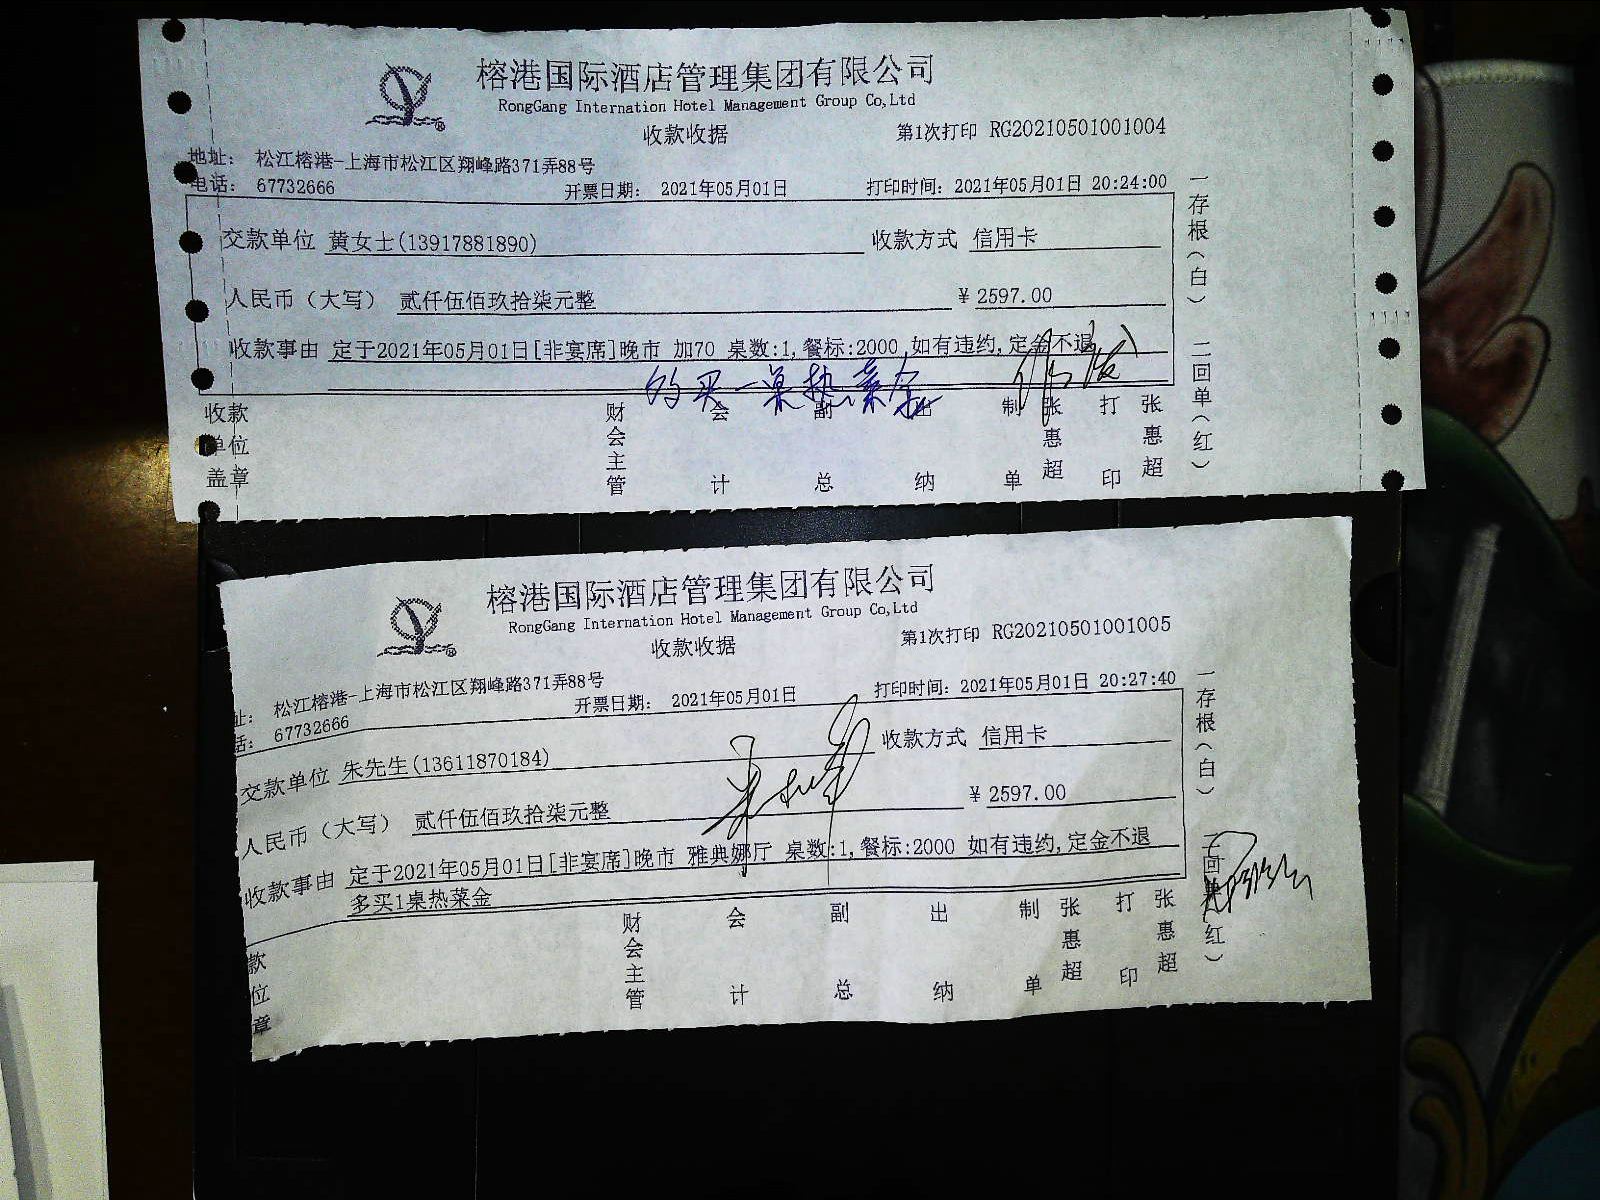 榕港国际酒店管理集团有限公司
RongGang Internation Hotel Management Group Co,Ltd
收款收据 第1次打印 RG20210501001004
地址： 松江榕港-上海市松江区翔峰路371弄88号
电话： 67732666 开票日期： 2021年05月01日 打印时间：2021年05月01日 20:24:00
交款单位 黄女士(13917881890) 收款方式 信用卡
人民币（大写） 贰仟伍佰玖拾柒元整 ¥ 2597.00
收款事由 定于2021年05月01日[非宴席]晚市 加70 桌数:1,餐标:2000 如有违约,定金不退
买一桌热
收款单位盖章 财会主管 会计 副总 出纳 制单 张惠超 打印 张惠超
一存根（白） 二回单（红）
榕港国际酒店管理集团有限公司
RongGang Internation Hotel Management Group Co,Ltd
收款收据 第1次打印 RG20210501001005
址： 松江榕港-上海市松江区翔峰路371弄88号
话： 67732666 开票日期： 2021年05月01日 打印时间：2021年05月01日 20:27:40
交款单位 朱先生(13611870184) 收款方式 信用卡
人民币（大写） 贰仟伍佰玖拾柒元整 ¥ 2597.00
收款事由 定于2021年05月01日[非宴席]晚市 雅典娜厅 桌数:1,餐标:2000 如有违约,定金不退
多买1桌热菜金
款位章 财会主管 会计 副总 出纳 制单 张惠超 打印 张惠超
一存根（白） 二回单（红）